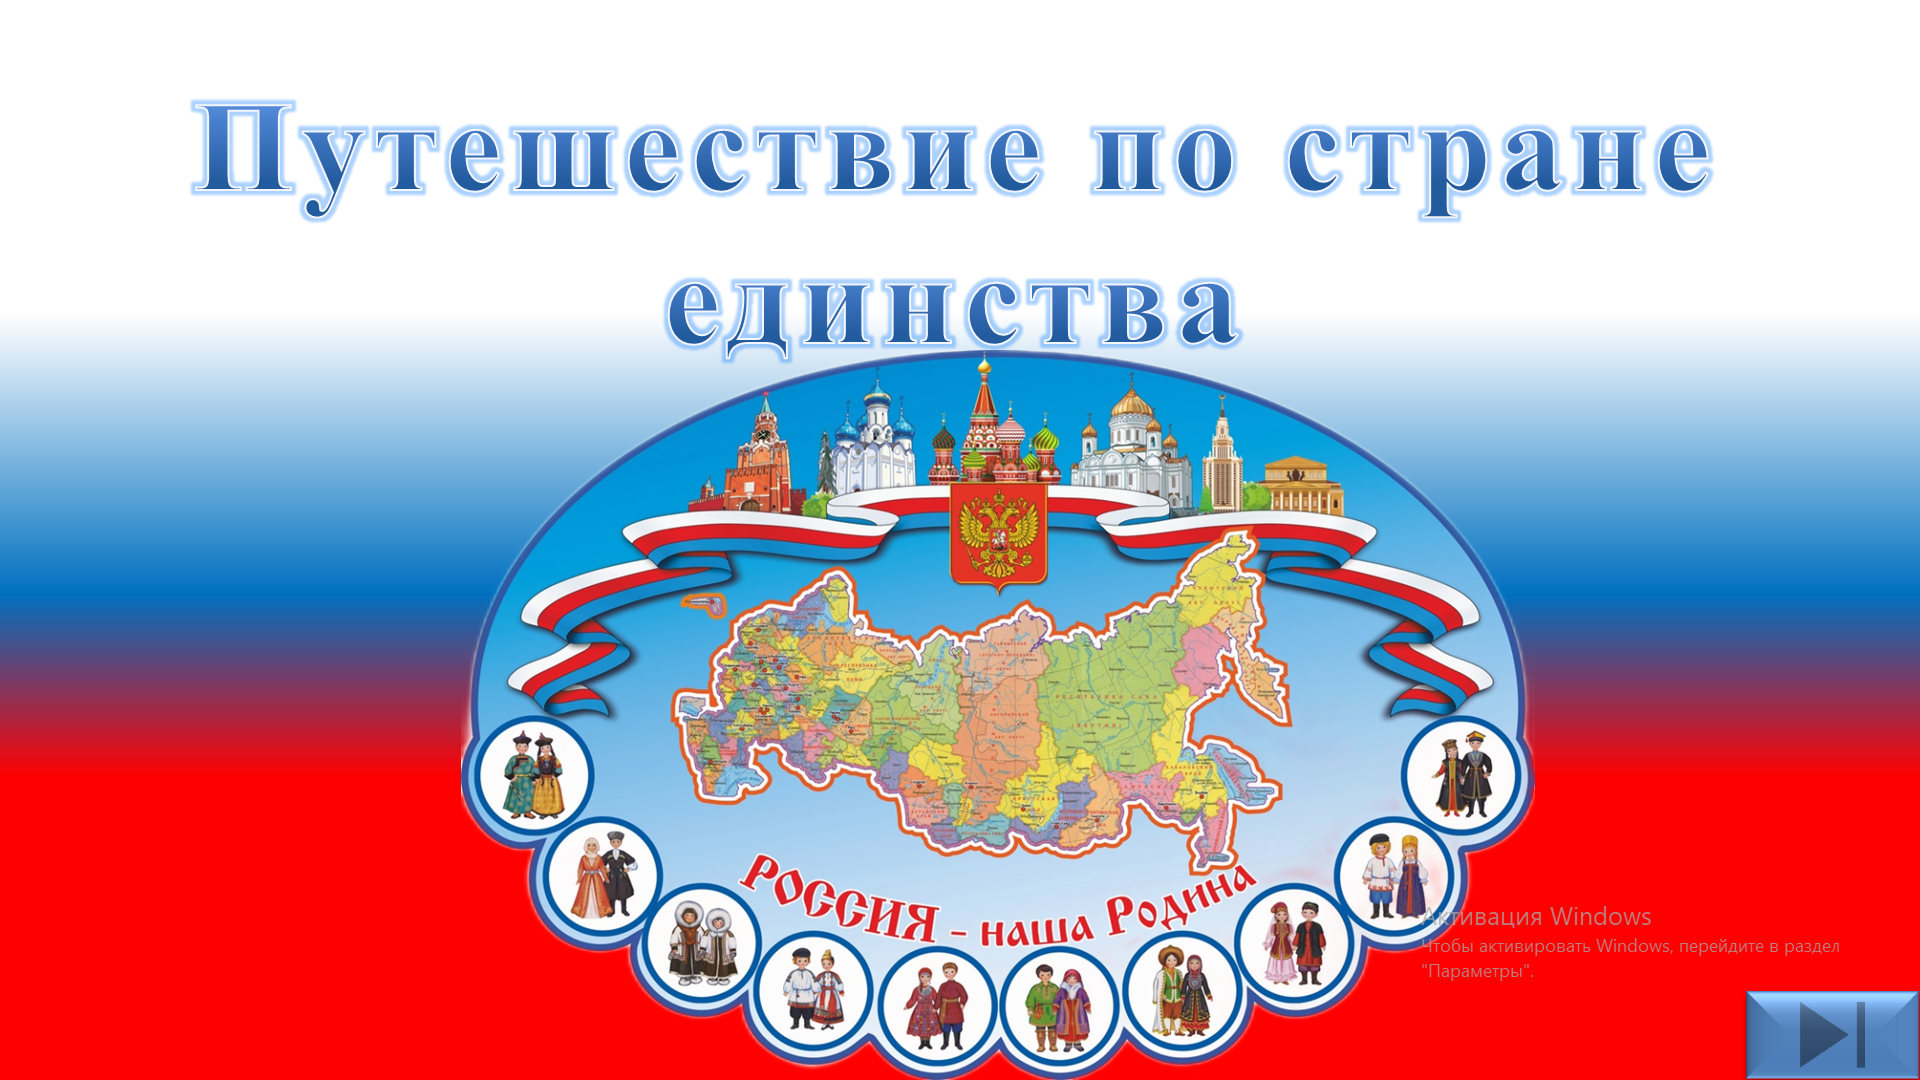 Путешествие по стране
единства
РОССИЯ - наша Родина
Активация Windows
Чтобы активировать Windows, перейдите в раздел
"Параметры".